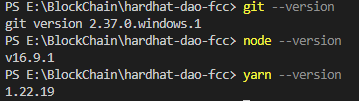 PS E:\BlockChain\hardhat-dao-fcc> git --version
git version 2.37.0.windows.1
PS E:\BlockChain\hardhat-dao-fcc> node --version
v16.9.1
PS E:\BlockChain\hardhat-dao-fcc> yarn --version
1.22.19